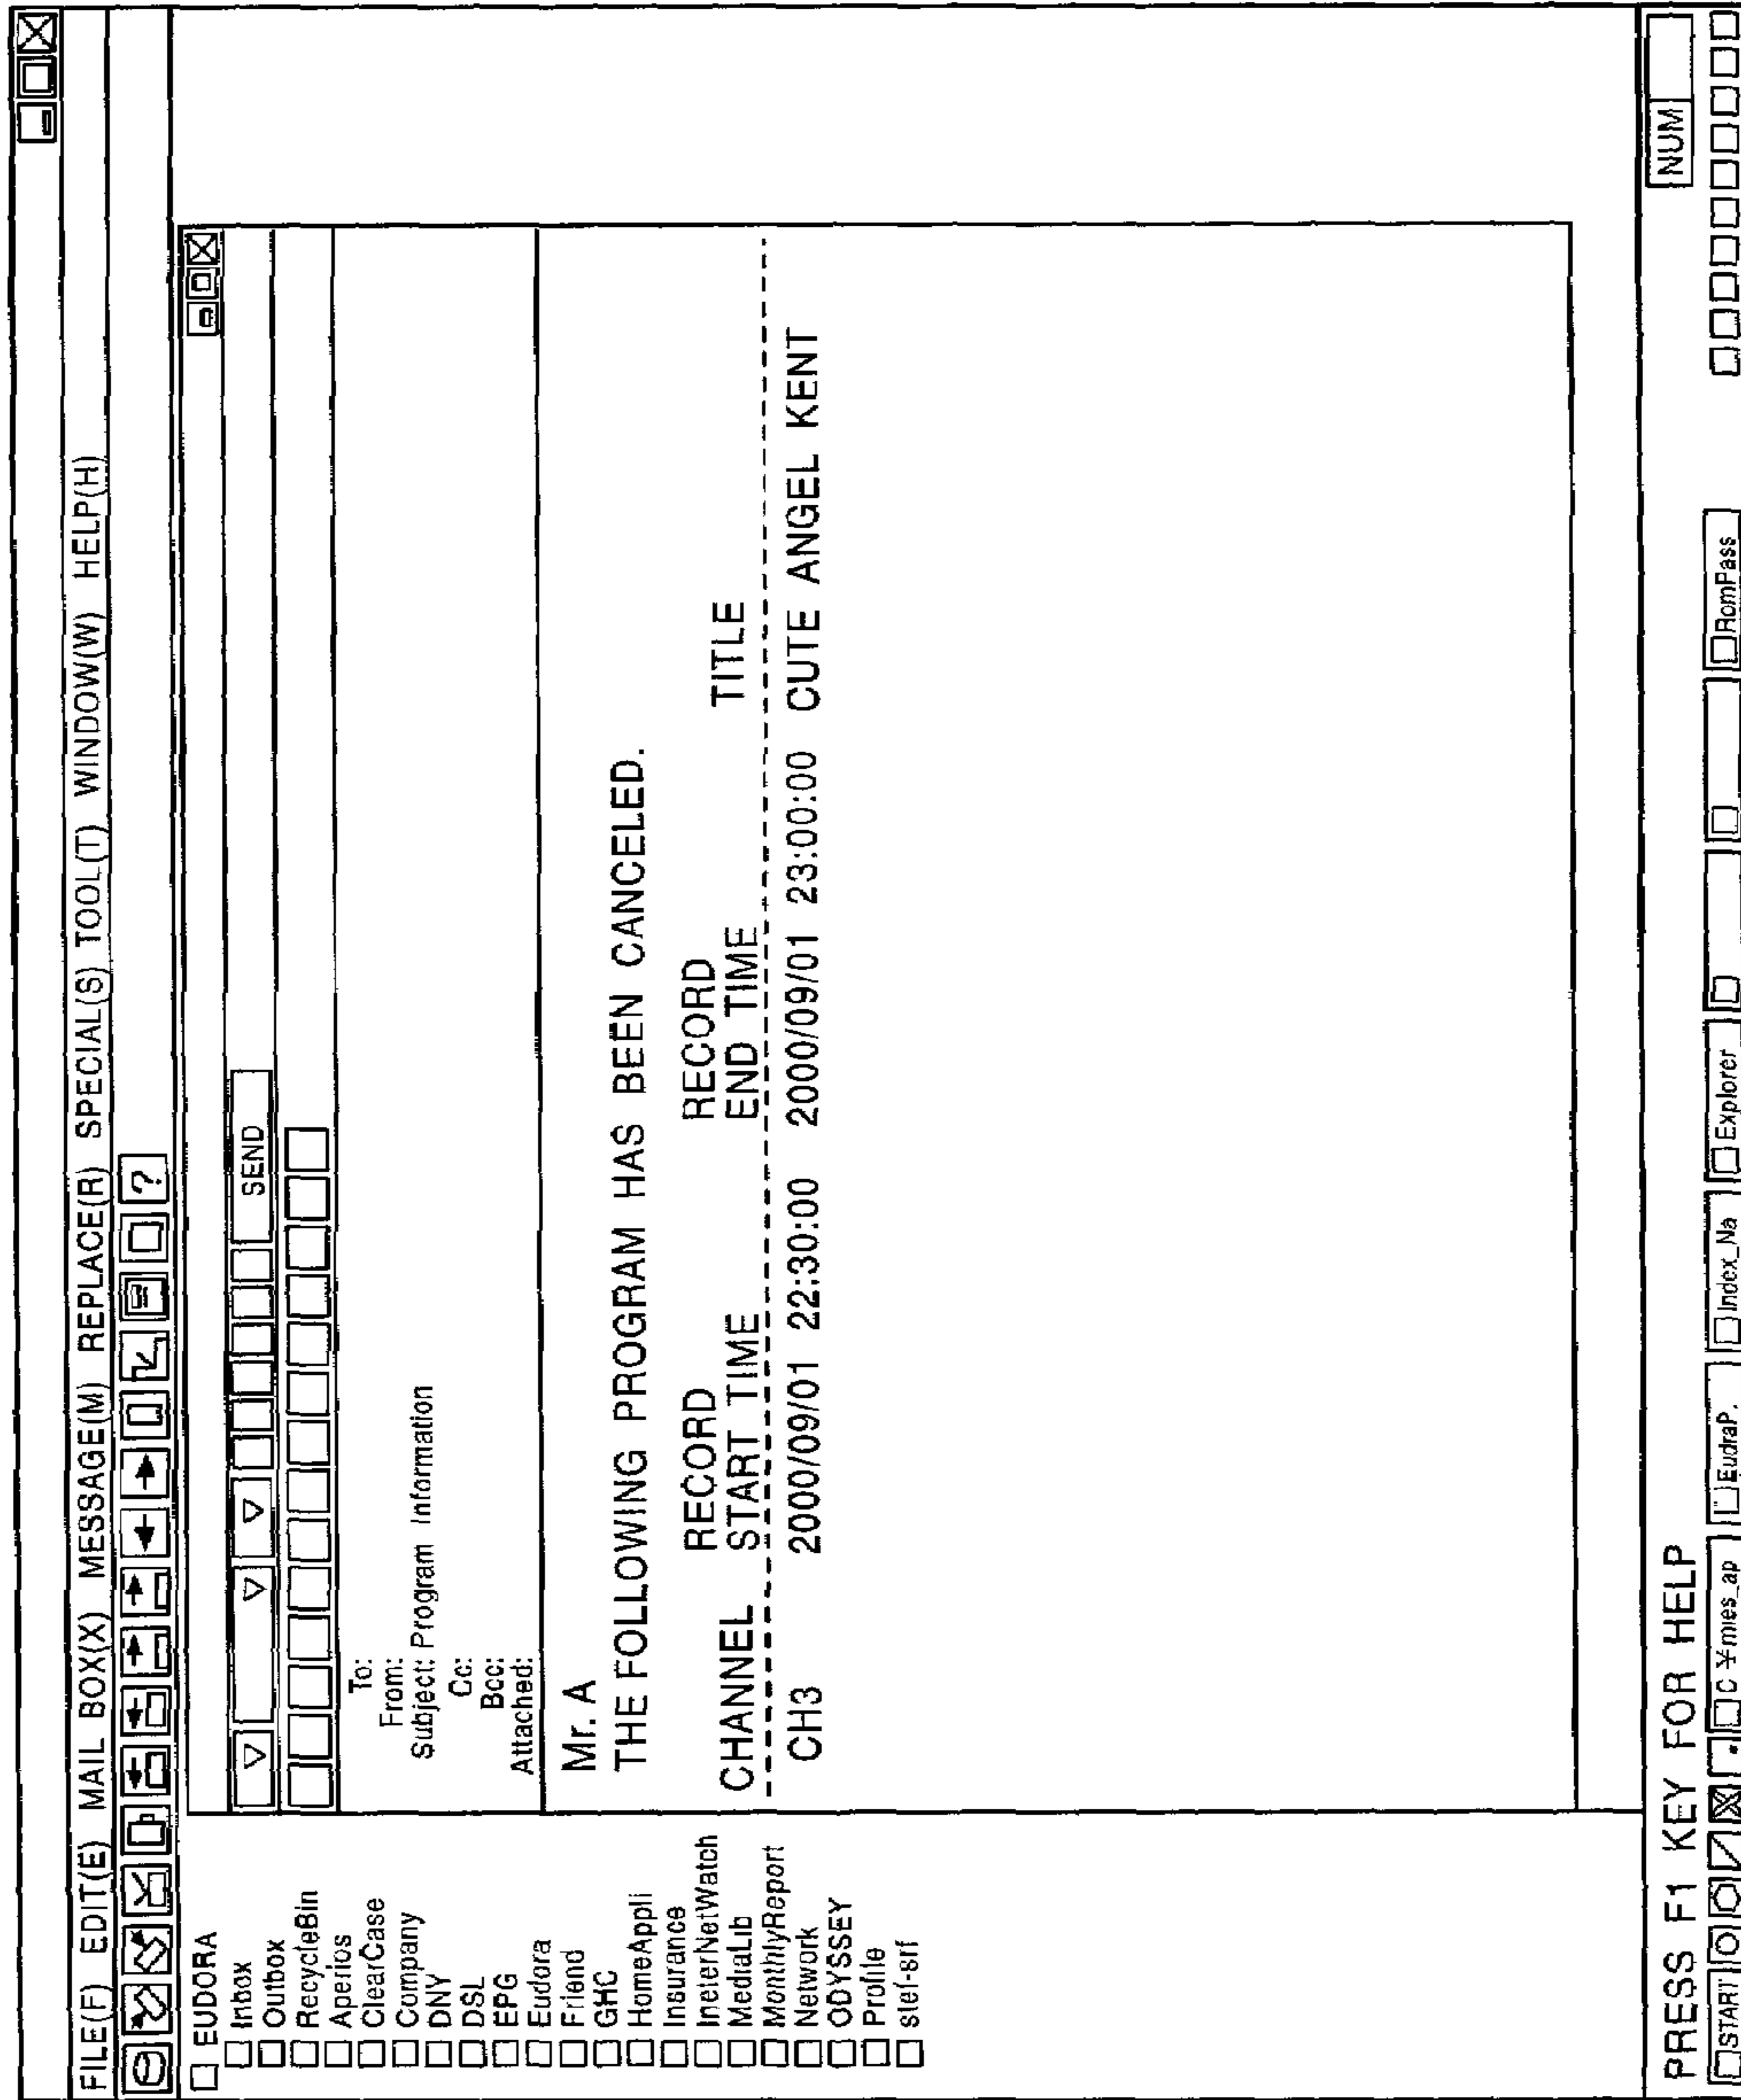 FILE(F) EDIT(E) MAIL BOX(X) MESSAGE(M) REPLACE(R) SPECIAL(S) TOOL(T) WINDOW(W) HELP(H)
?
EUDORA
Inbox
Outbox
RecycleBin
Aperios
ClearCase
Company
DNY
DSL
EPG
Eudora
Friend
GHC
HomeAppli
Insurance
IneterNetWatch
MediaLib
MonthlyReport
Network
ODYSSEY
Profile
stef-srf
SEND
To:
From:
Subject: Program Information
Cc:
Bcc:
Attached:
Mr. A
THE FOLLOWING PROGRAM HAS BEEN CANCELED.
RECORD RECORD
CHANNEL START TIME END TIME TITLE
CH3 2000/09/01 22:30:00 2000/09/01 23:00:00 CUTE ANGEL KENT
PRESS F1 KEY FOR HELP NUM
START C ¥mies_ap EudraP. Index_Na Explorer RomPass